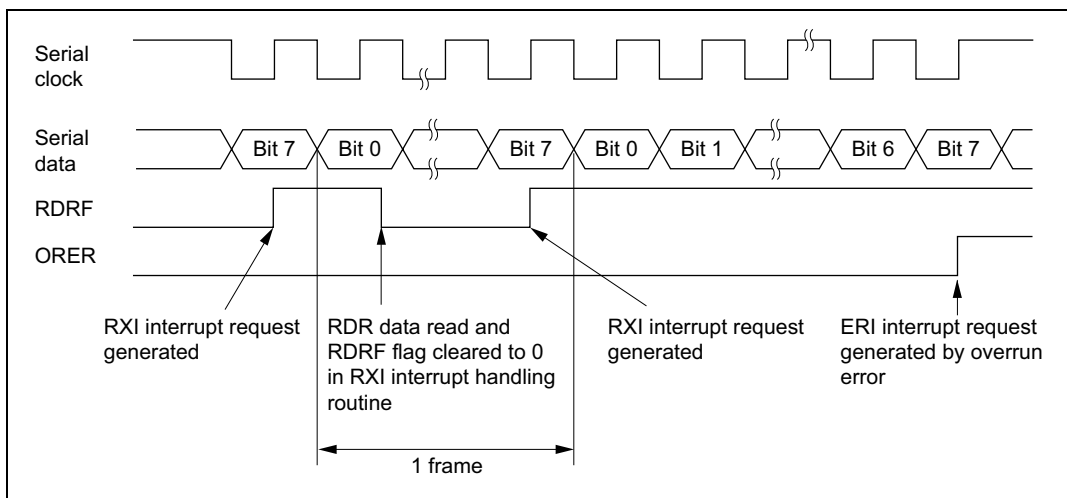 Serial
clock
Serial
data
Bit 7 Bit 0 Bit 7 Bit 0 Bit 1 Bit 6 Bit 7
RDRF
ORER
RXI interrupt request
generated
RDR data read and
RDRF flag cleared to 0
in RXI interrupt handling
routine
RXI interrupt request
generated
ERI interrupt request
generated by overrun
error
1 frame